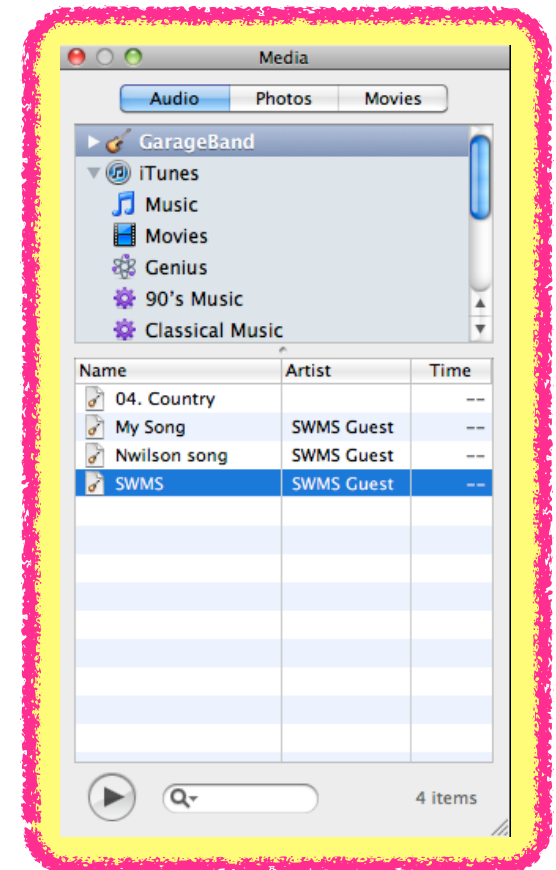 Media
Audio Photos Movies
GarageBand
iTunes
Music
Movies
Genius
90's Music
Classical Music
Name Artist Time
04. Country --
My Song SWMS Guest --
Nwilson song SWMS Guest --
SWMS SWMS Guest --
4 items